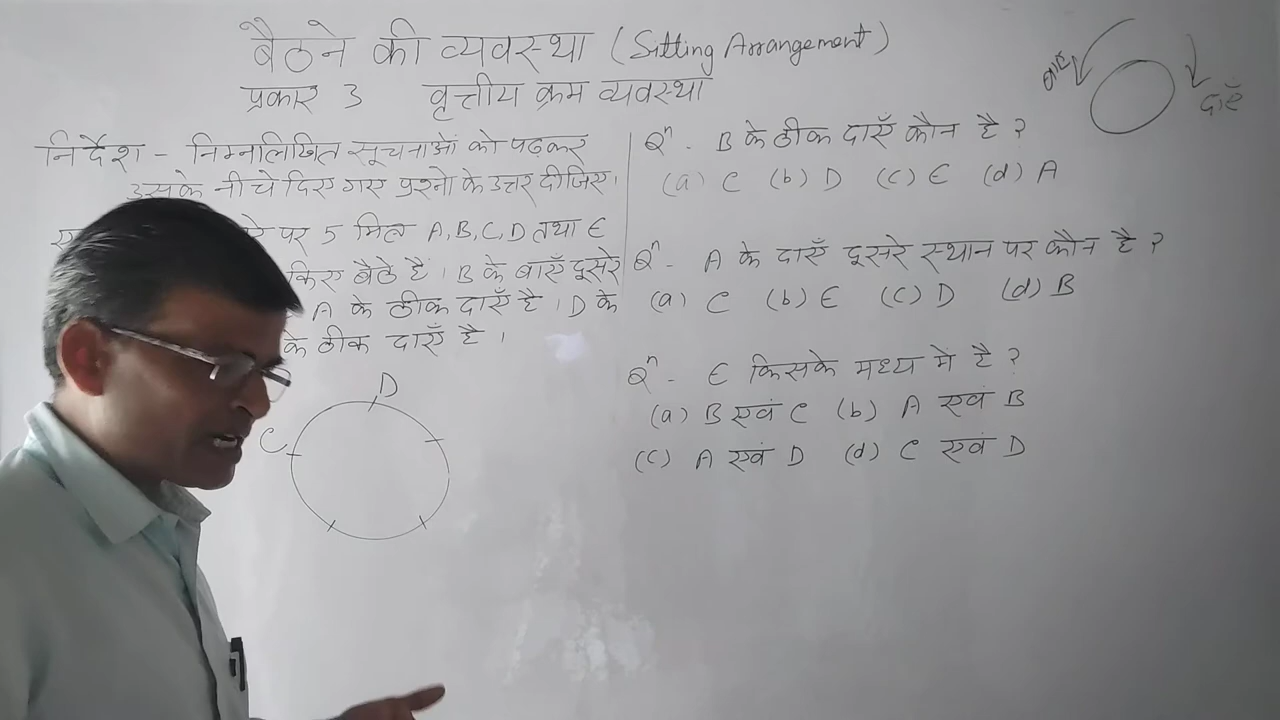 बैठने की व्यवस्था (Sitting Arrangement)
प्रकार 3 वृत्तीय क्रम व्यवस्था
निर्देश - निम्नलिखित सूचनाओं को पढ़कर
उसके नीचे दिए गए प्रश्नो के उत्तर दीजिए।
पर 5 मित्र A, B, C, D तथा E
किए बैठे हैं। B के बाएँ दूसरे
A के ठीक दाएँ है। D के
के ठीक दाएँ है।
D
C
बाएँ
दाएँ
Qⁿ - B के ठीक दाएँ कौन है?
(a) C (b) D (c) E (d) A
Qⁿ - A के दाएँ दूसरे स्थान पर कौन है?
(a) C (b) E (c) D (d) B
Qⁿ - E किसके मध्य मे है?
(a) B एवं C (b) A एवं B
(c) A एवं D (d) C एवं D